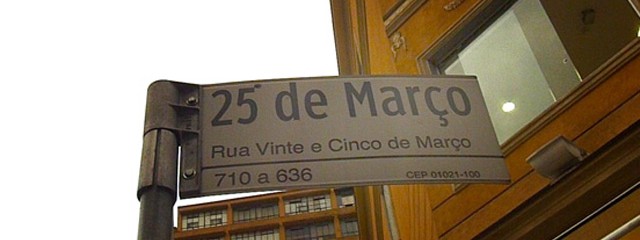 25 de Março
Rua Vinte e Cinco de Março
710 a 636 CEP 01021-100